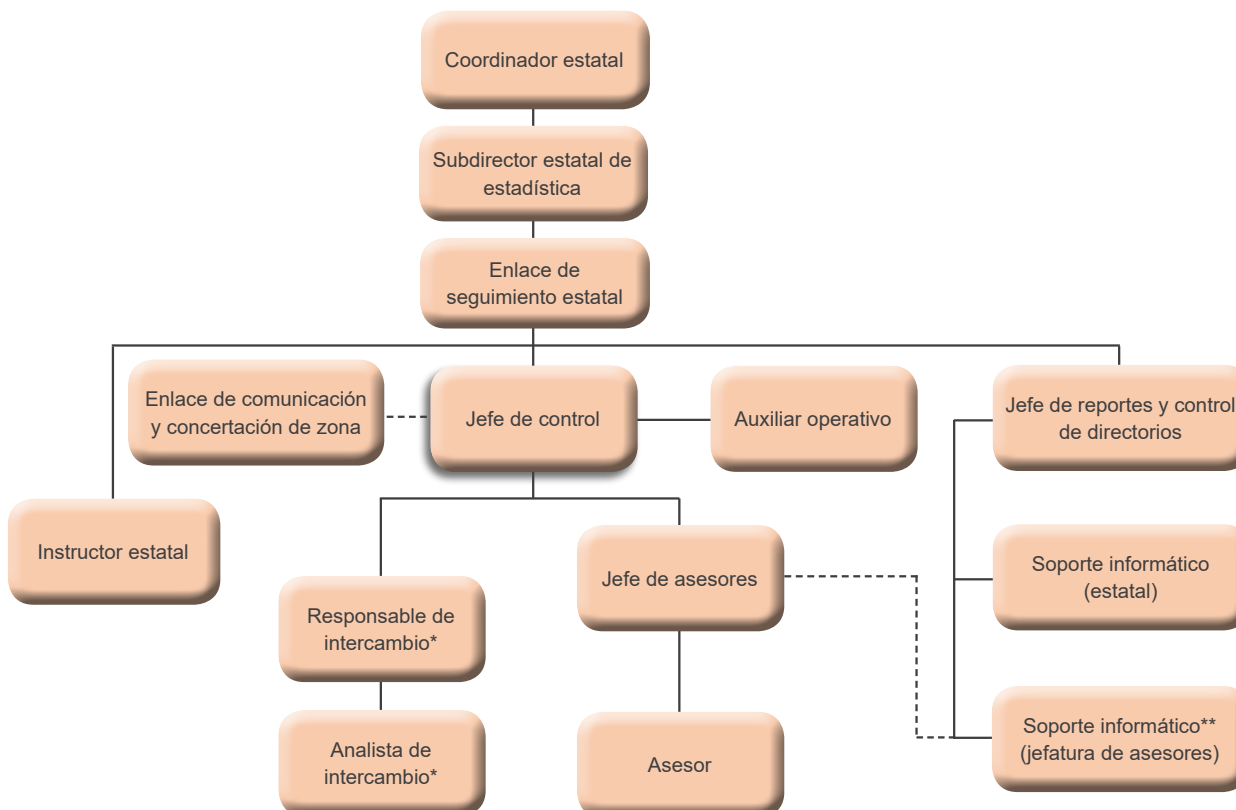 Coordinador estatal
Subdirector estatal de
estadística
Enlace de
seguimiento estatal
Enlace de comunicación
y concertación de zona
Jefe de control
Auxiliar operativo
Jefe de reportes y control
de directorios
Instructor estatal
Jefe de asesores
Soporte informático
(estatal)
Responsable de
intercambio*
Analista de
intercambio*
Asesor
Soporte informático**
(jefatura de asesores)